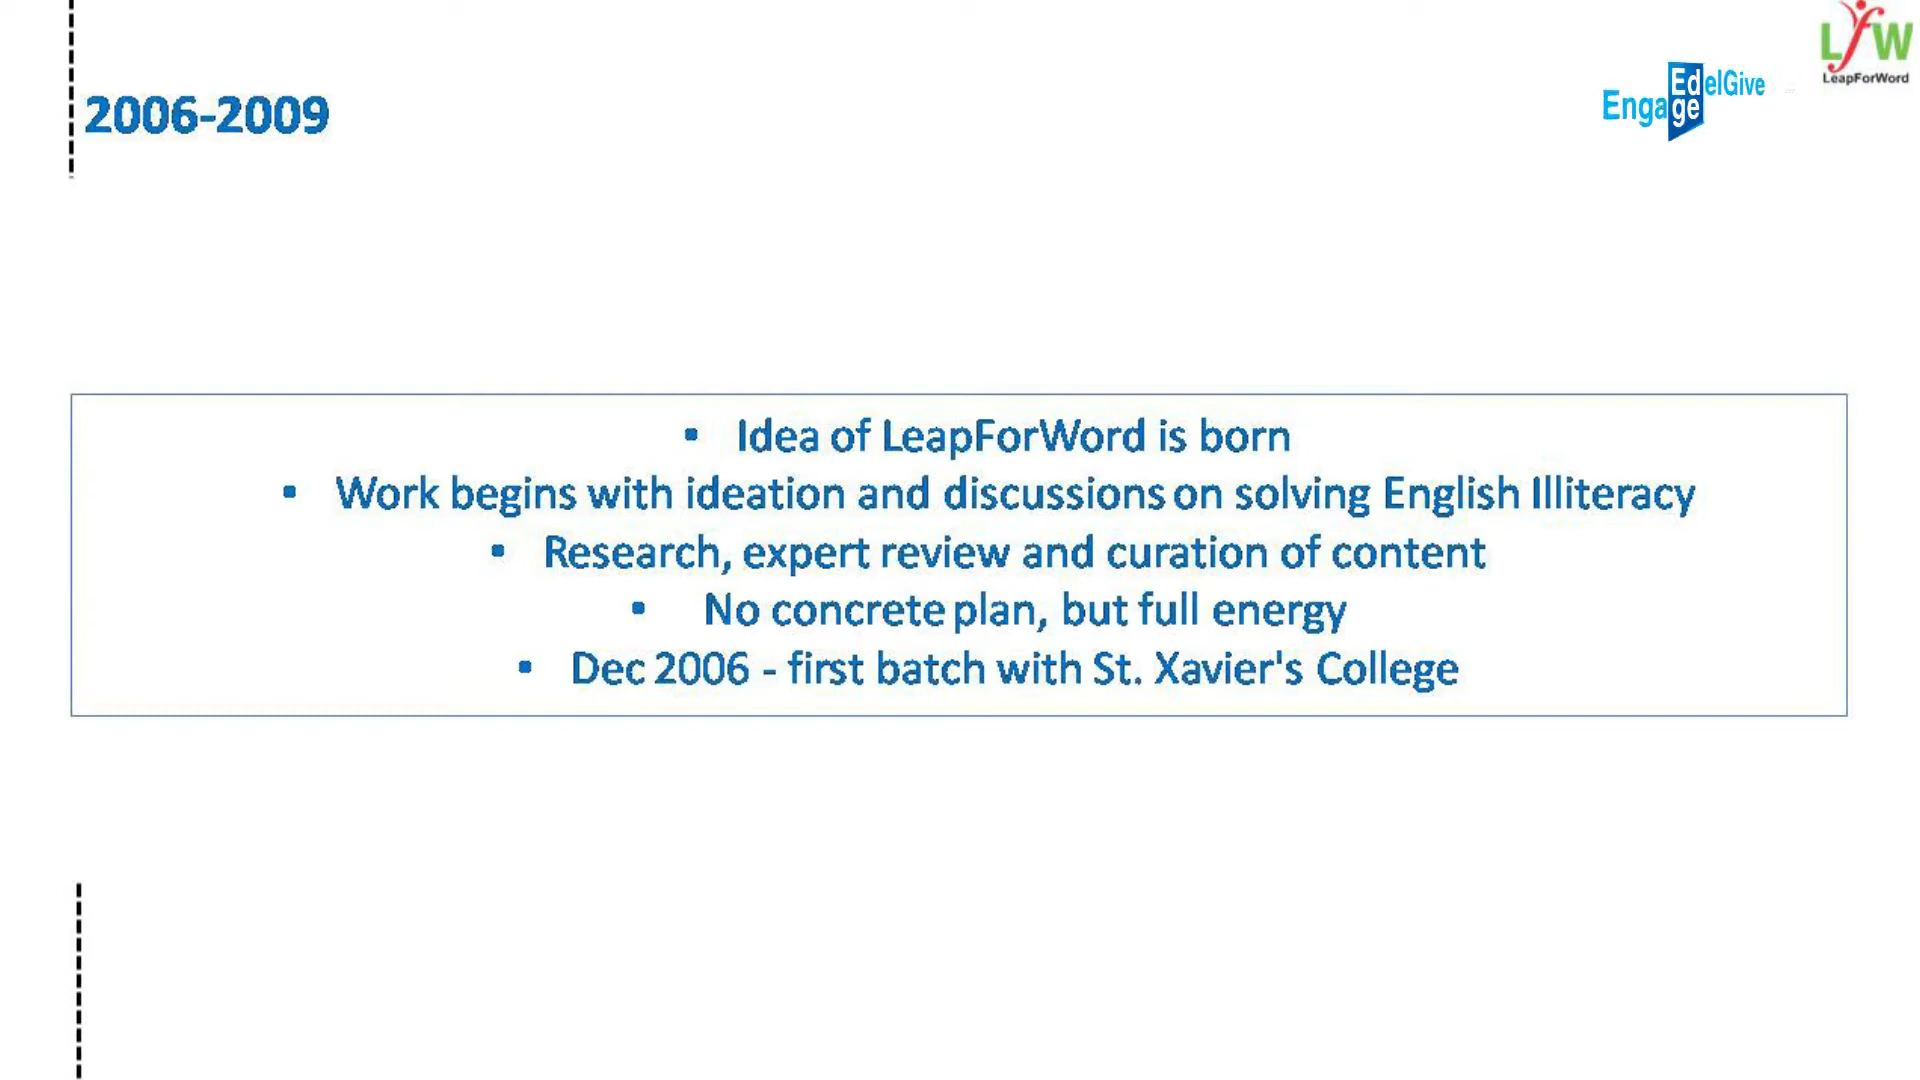 LfW
LeapForWord
EdelGive
Engage
2006-2009
▪ Idea of LeapForWord is born
▪ Work begins with ideation and discussions on solving English Illiteracy
▪ Research, expert review and curation of content
▪ No concrete plan, but full energy
▪ Dec 2006 - first batch with St. Xavier's College